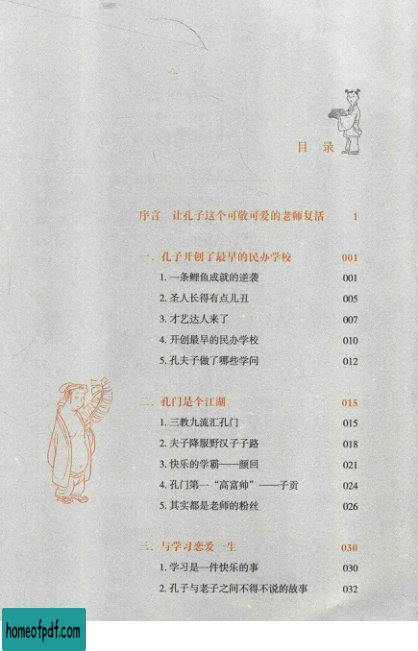 目 录
序言 让孔子这个可敬可爱的老师复活 1
一、孔子开创了最早的民办学校 001
1. 一条鲤鱼成就的逆袭 001
2. 圣人长得有点儿丑 005
3. 才艺达人来了 007
4. 开创最早的民办学校 010
5. 孔夫子做了哪些学问 012
二、孔门是个江湖 015
1. 三教九流汇孔门 015
2. 夫子降服野汉子子路 018
3. 快乐的学霸——颜回 021
4. 孔门第一“高富帅”——子贡 024
5. 其实都是老师的粉丝 026
三、与学习恋爱一生 030
1. 学习是一件快乐的事 030
2. 孔子与老子之间不得不说的故事 032
homeofpdf.com